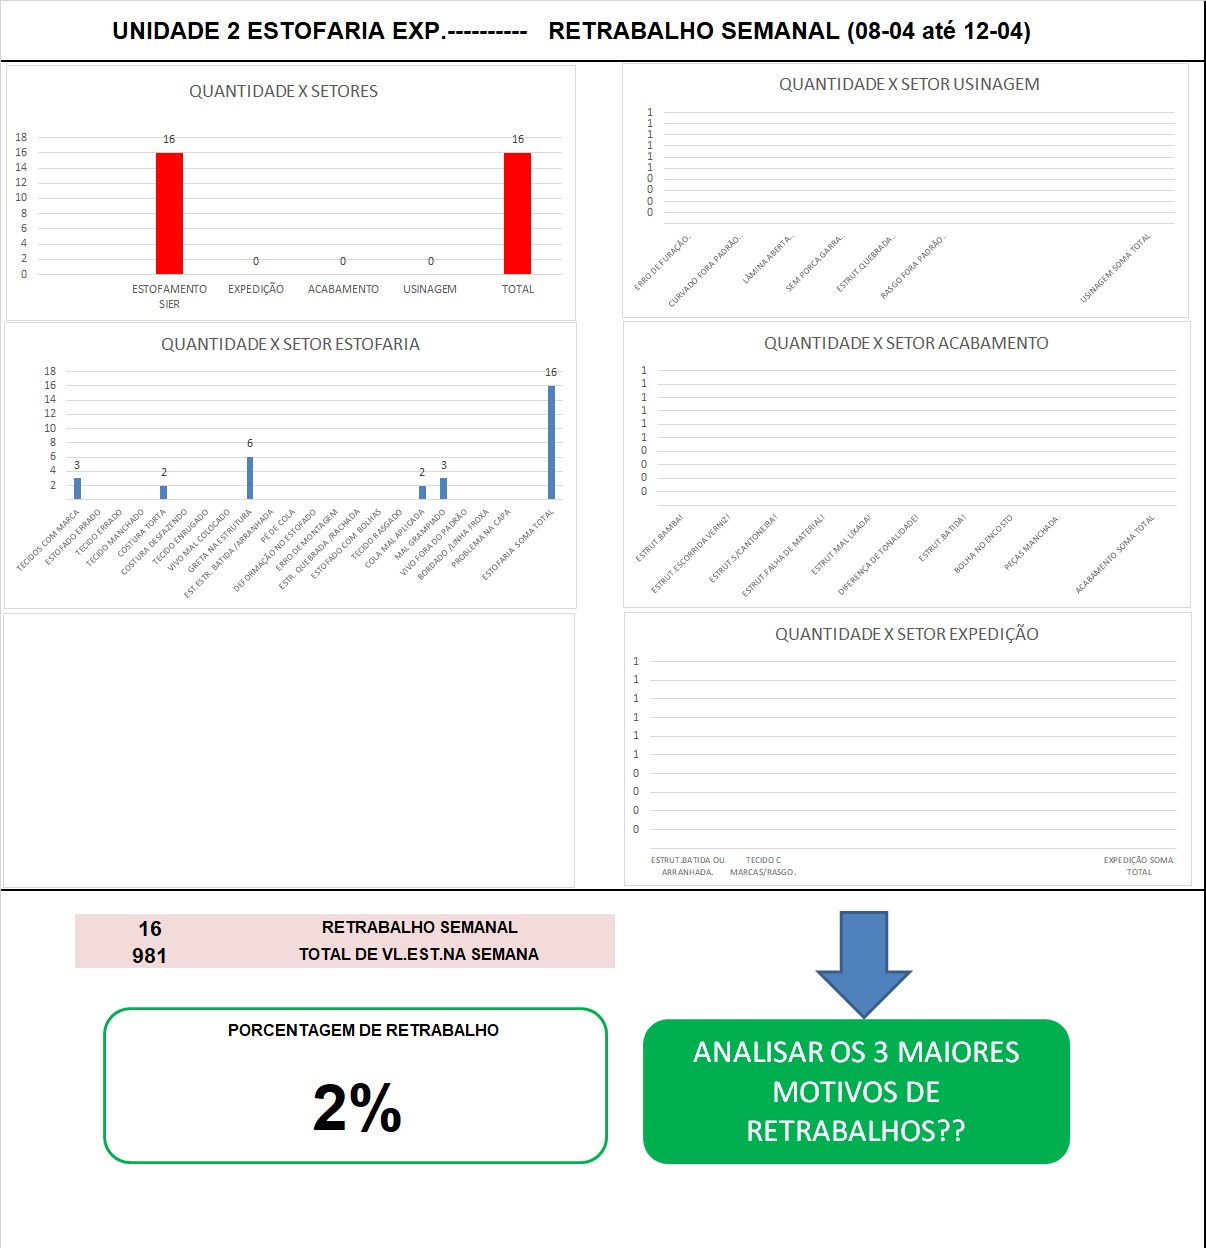 UNIDADE 2 ESTOFARIA EXP.---------- RETRABALHO SEMANAL (08-04 até 12-04)
QUANTIDADE X SETORES
18
16
14
12
10
8
6
4
2
0
16
0
0
0
16
ESTOFAMENTO SIER
EXPEDIÇÃO
ACABAMENTO
USINAGEM
TOTAL
QUANTIDADE X SETOR USINAGEM
1
1
1
1
1
1
0
0
0
0
ERRO DE FURAÇÃO..
CURVADO FORA PADRÃO..
LÂMINA ABERTA..
SEM PORCA GARRA..
ESTRUT.QUEBRADA..
RASGO FORA PADRÃO..
USINAGEM SOMA TOTAL
QUANTIDADE X SETOR ESTOFARIA
18
16
14
12
10
8
6
4
2
3
2
6
2
3
16
TECIDOS COM MARCA
ESTOFADO ERRADO
TECIDO ERRADO
TECIDO MANCHADO
COSTURA TORTA
COSTURA DESFAZENDO
TECIDO ENRUGADO
VIVO MAL COLOCADO
GRETA NA ESTRUTURA
EST.ESTR. BATIDA /ARRANHADA
PÉ DE COLA
DEFORMAÇÃO NO ESTOFADO
ERRO DE MONTAGEM
ESTR. QUEBRADA /RACHADA
ESTOFADO COM BOLHAS
TECIDO RASGADO
COLA MAL APLICADA
MAL GRAMPIADO
VIVO FORA DO PADRÃO
BORDADO /LINHA FROXA
PROBLEMA NA CAPA
ESTOFARIA SOMA TOTAL
QUANTIDADE X SETOR ACABAMENTO
1
1
1
1
1
1
0
0
0
0
ESTRUT.BAMBA!
ESTRUT.ESCORRIDA VERNIZ!
ESTRUT.S/CANTONEIRA!
ESTRUT.FALHA DE MATERIAL!
ESTRUT.MAL LIXADA!
DIFERENÇA DE TONALIDADE!
ESTRUT.BATIDA!
BOLHA NO ENCOSTO
PEÇAS MANCHADA.
ACABAMENTO SOMA TOTAL
QUANTIDADE X SETOR EXPEDIÇÃO
1
1
1
1
1
1
0
0
0
0
ESTRUT.BATIDA OU
ARRANHADA.
TECIDO C
MARCAS/RASGO.
EXPEDIÇÃO SOMA
TOTAL
16 RETRABALHO SEMANAL
981 TOTAL DE VL.EST.NA SEMANA
PORCENTAGEM DE RETRABALHO
2%
ANALISAR OS 3 MAIORES
MOTIVOS DE
RETRABALHOS??